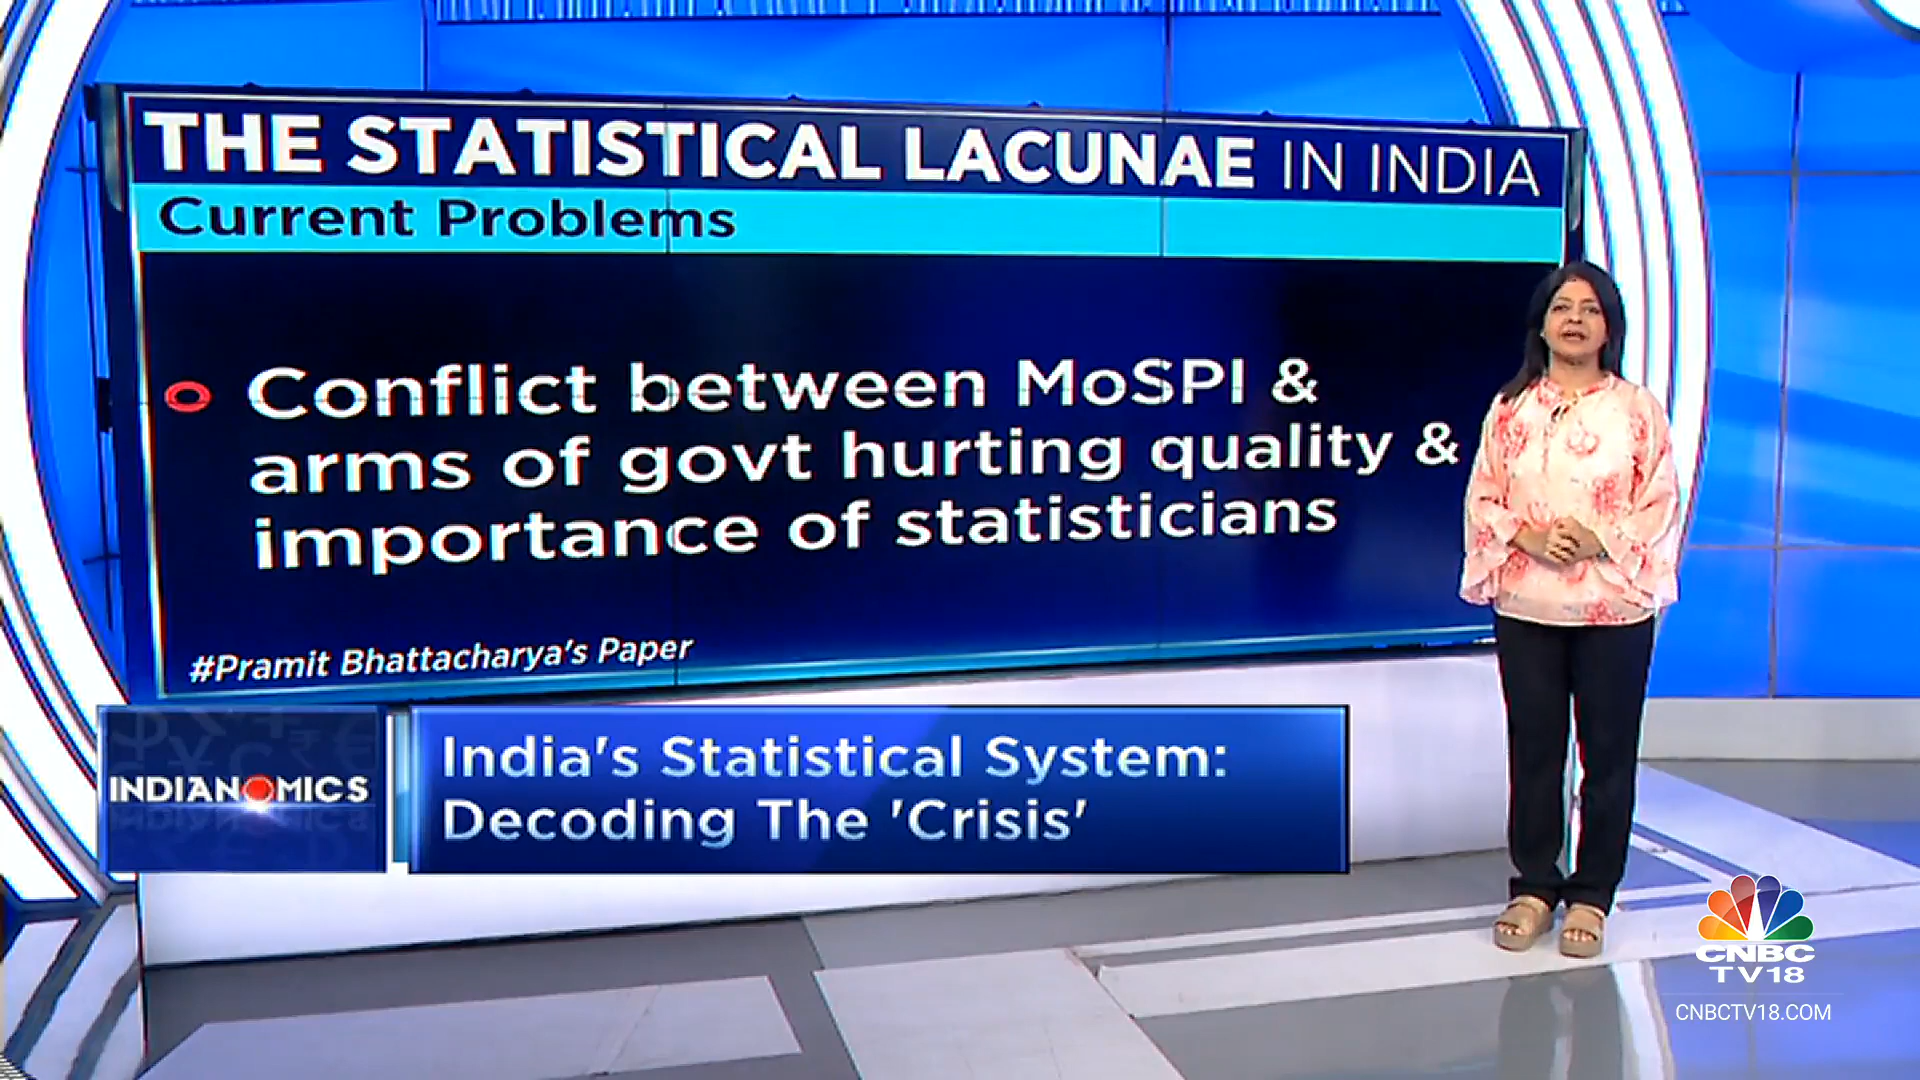 THE STATISTICAL LACUNAE IN INDIA
Current Problems
Conflict between MoSPI &
arms of govt hurting quality &
importance of statisticians
#Pramit Bhattacharya's Paper
INDIANOMICS
India's Statistical System:
Decoding The 'Crisis'
CNBC
TV18
CNBCTV18.COM